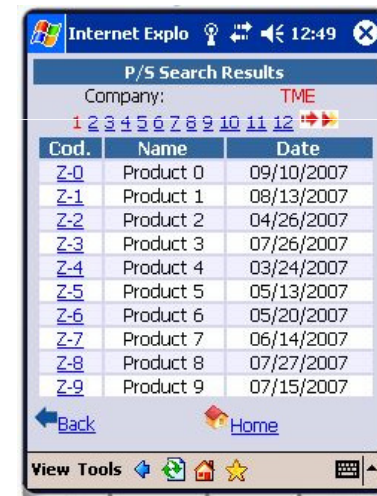 Internet Explo 12:49
P/S Search Results
Company: TME
1 2 3 4 5 6 7 8 9 10 11 12
Cod. Name Date
Z-0 Product 0 09/10/2007
Z-1 Product 1 08/13/2007
Z-2 Product 2 04/26/2007
Z-3 Product 3 07/26/2007
Z-4 Product 4 03/24/2007
Z-5 Product 5 05/13/2007
Z-6 Product 6 05/20/2007
Z-7 Product 7 06/14/2007
Z-8 Product 8 07/27/2007
Z-9 Product 9 07/15/2007
Back Home
View Tools